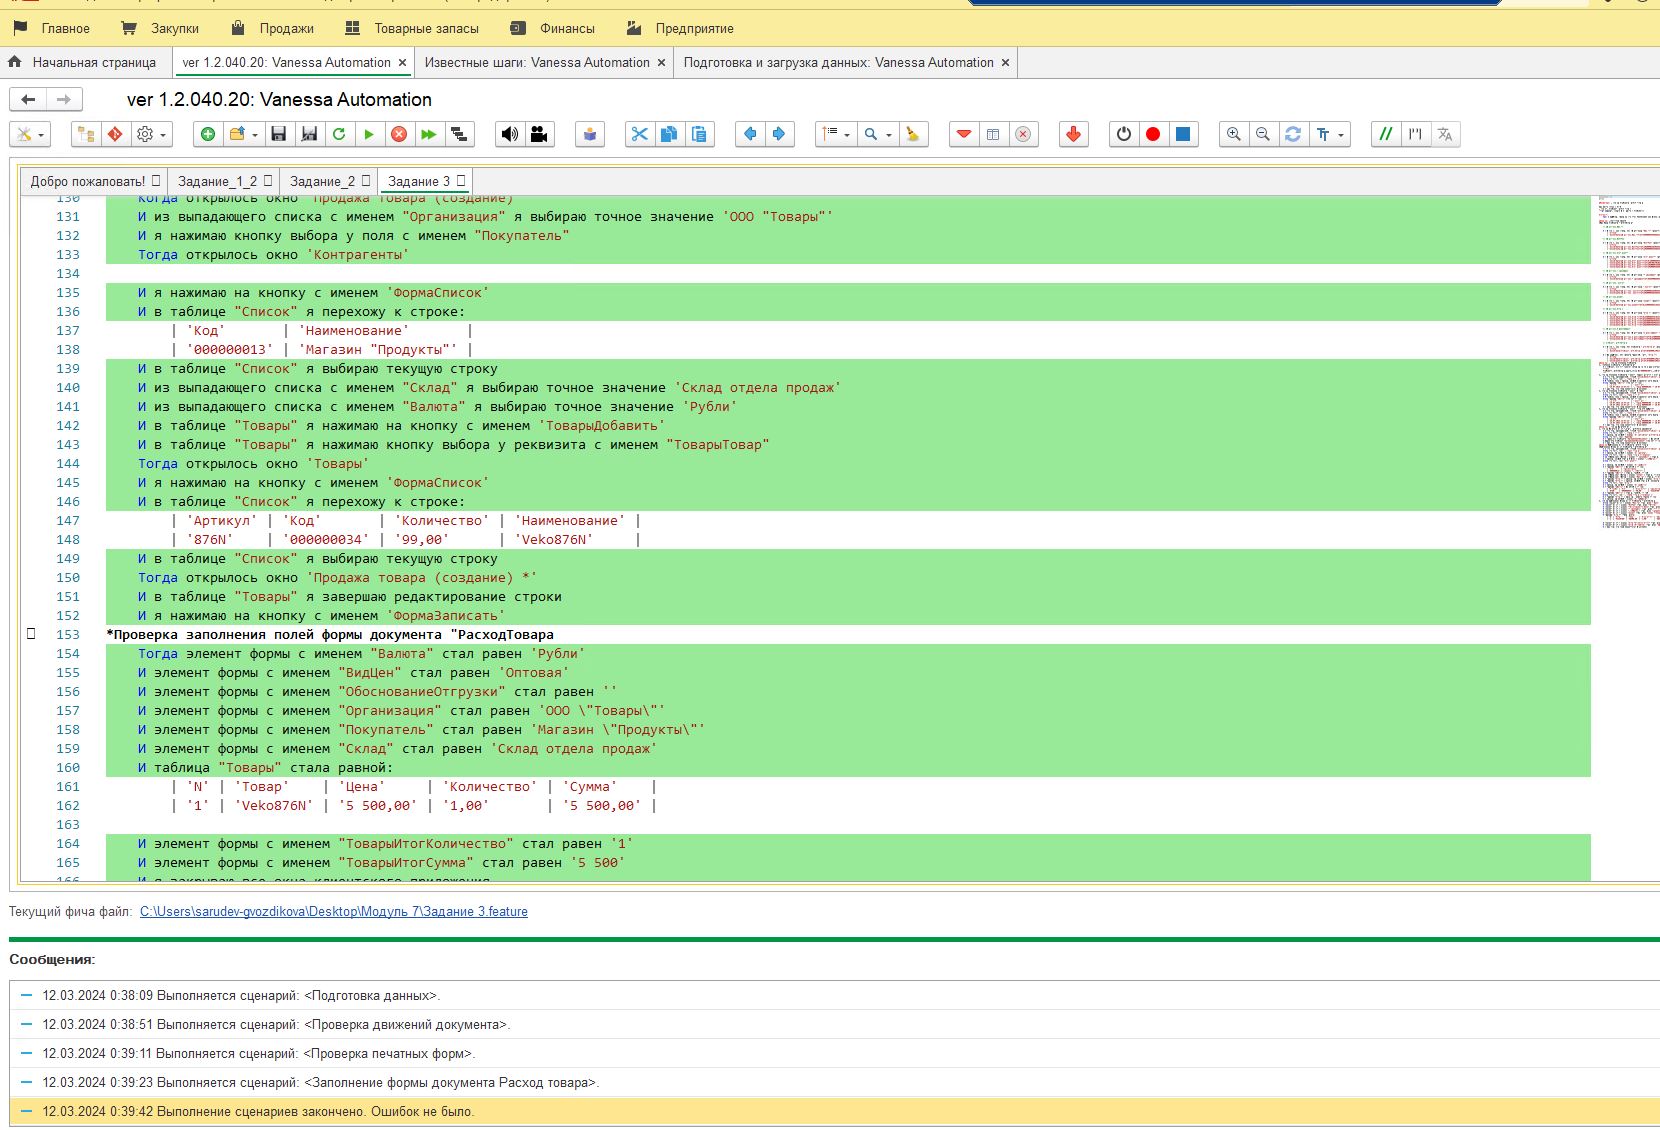 Главное Закупки Продажи Товарные запасы Финансы Предприятие
Начальная страница ver 1.2.040.20: Vanessa Automation × Известные шаги: Vanessa Automation × Подготовка и загрузка данных: Vanessa Automation ×
ver 1.2.040.20: Vanessa Automation
Добро пожаловать! Задание_1_2 Задание_2 Задание 3
130 Когда открылось окно 'Продажа товара (создание)'
131 И из выпадающего списка с именем "Организация" я выбираю точное значение 'ООО "Товары"'
132 И я нажимаю кнопку выбора у поля с именем "Покупатель"
133 Тогда открылось окно 'Контрагенты'
134
135 И я нажимаю на кнопку с именем 'ФормаСписок'
136 И в таблице "Список" я перехожу к строке:
137 | 'Код' | 'Наименование' |
138 | '000000013' | 'Магазин "Продукты"' |
139 И в таблице "Список" я выбираю текущую строку
140 И из выпадающего списка с именем "Склад" я выбираю точное значение 'Склад отдела продаж'
141 И из выпадающего списка с именем "Валюта" я выбираю точное значение 'Рубли'
142 И в таблице "Товары" я нажимаю на кнопку с именем 'ТоварыДобавить'
143 И в таблице "Товары" я нажимаю кнопку выбора у реквизита с именем "ТоварыТовар"
144 Тогда открылось окно 'Товары'
145 И я нажимаю на кнопку с именем 'ФормаСписок'
146 И в таблице "Список" я перехожу к строке:
147 | 'Артикул' | 'Код' | 'Количество' | 'Наименование' |
148 | '876N' | '000000034' | '99,00' | 'Veko876N' |
149 И в таблице "Список" я выбираю текущую строку
150 Тогда открылось окно 'Продажа товара (создание) *'
151 И в таблице "Товары" я завершаю редактирование строки
152 И я нажимаю на кнопку с именем 'ФормаЗаписать'
153 *Проверка заполнения полей формы документа "РасходТовара
154 Тогда элемент формы с именем "Валюта" стал равен 'Рубли'
155 И элемент формы с именем "ВидЦен" стал равен 'Оптовая'
156 И элемент формы с именем "ОбоснованиеОтгрузки" стал равен ''
157 И элемент формы с именем "Организация" стал равен 'ООО \"Товары\"'
158 И элемент формы с именем "Покупатель" стал равен 'Магазин \"Продукты\"'
159 И элемент формы с именем "Склад" стал равен 'Склад отдела продаж'
160 И таблица "Товары" стала равной:
161 | 'N' | 'Товар' | 'Цена' | 'Количество' | 'Сумма' |
162 | '1' | 'Veko876N' | '5 500,00' | '1,00' | '5 500,00' |
163
164 И элемент формы с именем "ТоварыИтогКоличество" стал равен '1'
165 И элемент формы с именем "ТоварыИтогСумма" стал равен '5 500'
166 И я закрываю все окна клиентского приложения
Текущий фича файл: C:\Users\sarudev-gvozdikova\Desktop\Модуль 7\Задание 3.feature
Сообщения:
12.03.2024 0:38:09 Выполняется сценарий: <Подготовка данных>.
12.03.2024 0:38:51 Выполняется сценарий: <Проверка движений документа>.
12.03.2024 0:39:11 Выполняется сценарий: <Проверка печатных форм>.
12.03.2024 0:39:23 Выполняется сценарий: <Заполнение формы документа Расход товара>.
12.03.2024 0:39:42 Выполнение сценариев закончено. Ошибок не было.